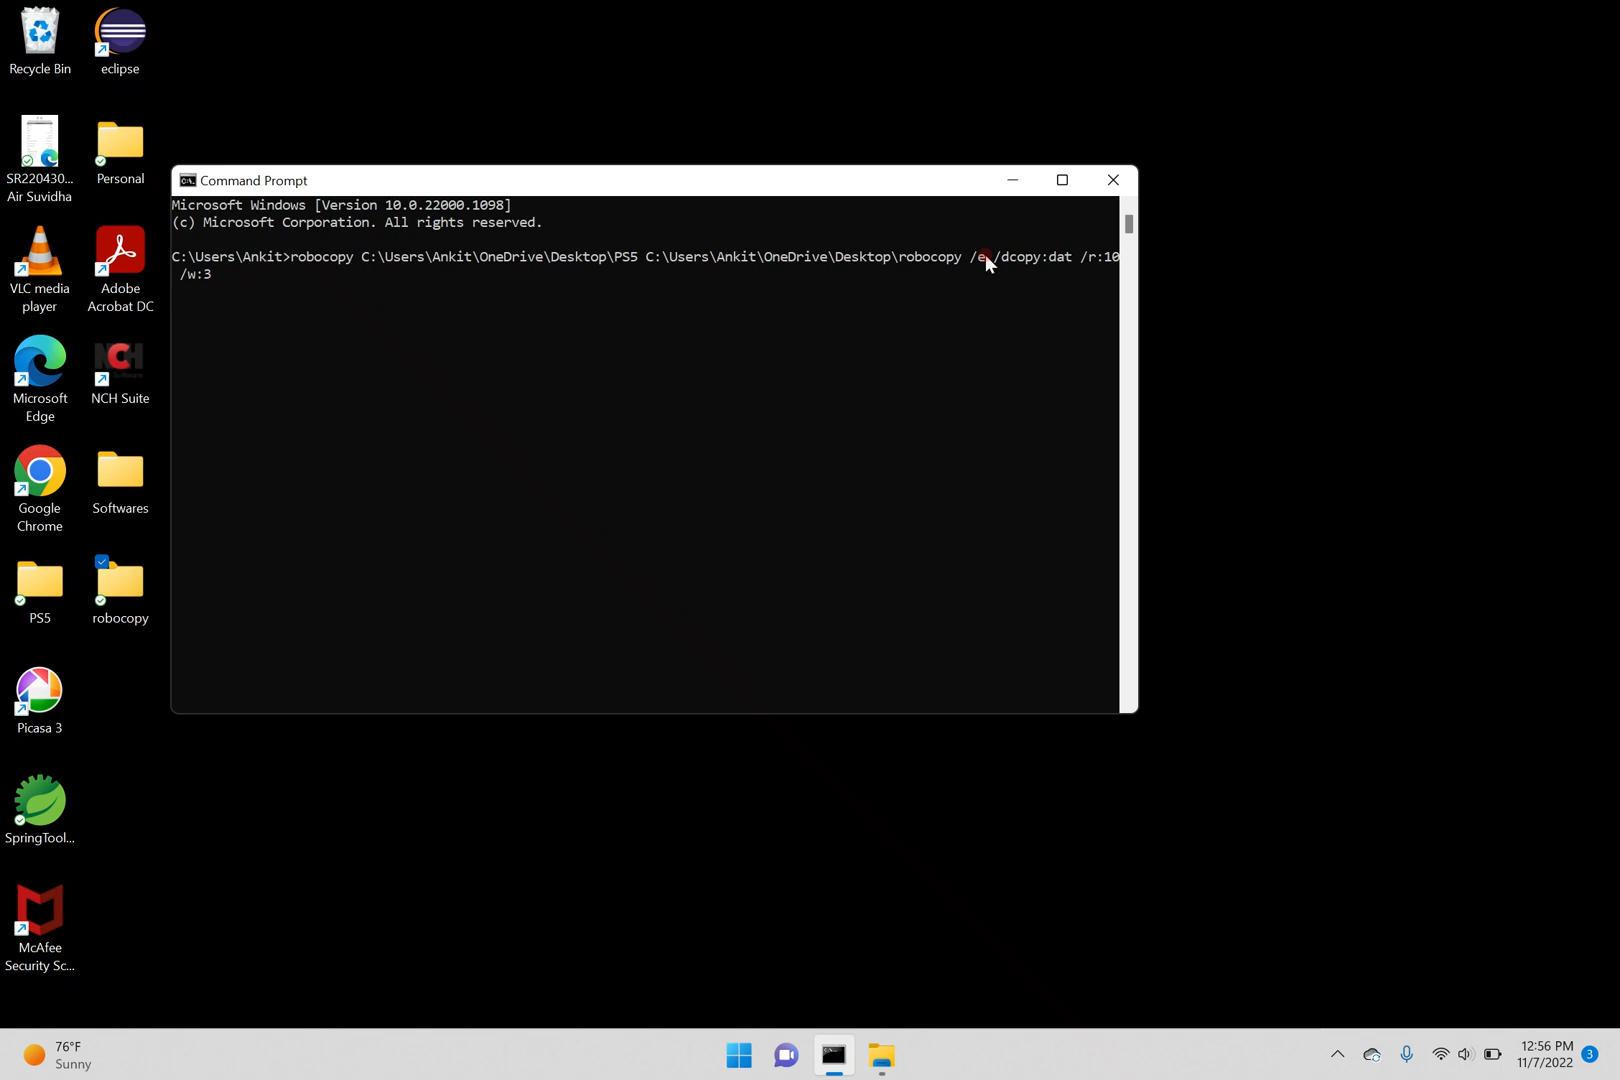 Recycle Bin
eclipse
SR220430...
Air Suvidha
Personal
VLC media
player
Adobe
Acrobat DC
Microsoft
Edge
NCH
NCH Suite
Google
Chrome
Softwares
PS5
robocopy
Picasa 3
SpringTool...
McAfee
Security Sc...
Command Prompt
Microsoft Windows [Version 10.0.22000.1098]
(c) Microsoft Corporation. All rights reserved.
C:\Users\Ankit>robocopy C:\Users\Ankit\OneDrive\Desktop\PS5 C:\Users\Ankit\OneDrive\Desktop\robocopy /e /dcopy:dat /r:10
/w:3
76°F
Sunny
12:56 PM
11/7/2022
3